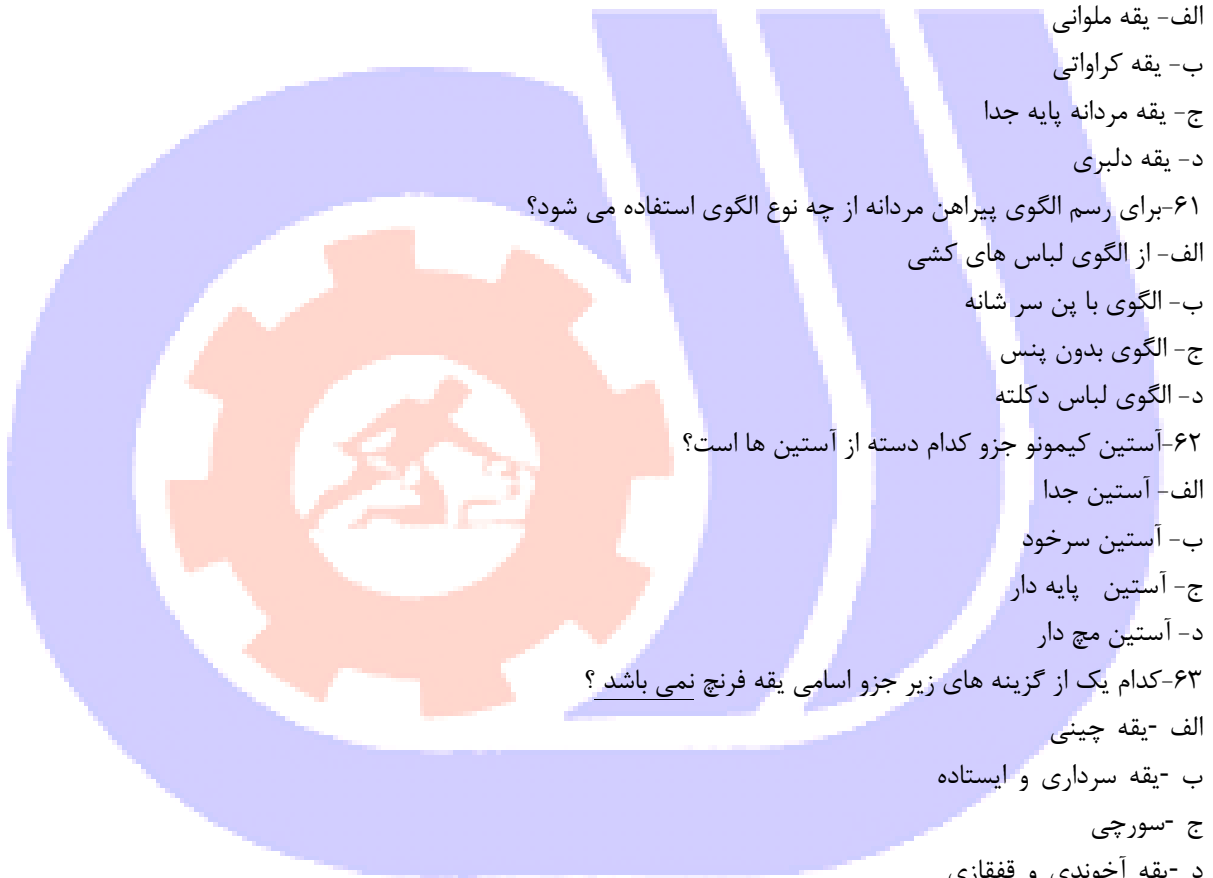 الف- یقه ملوانی
ب- یقه کراواتی
ج- یقه مردانه پایه جدا
د- یقه دلبری
۶۱-برای رسم الگوی پیراهن مردانه از چه نوع الگوی استفاده می شود؟
الف- از الگوی لباس های کشی
ب- الگوی با پن سر شانه
ج- الگوی بدون پنس
د- الگوی لباس دکلته
۶۲-آستین کیمونو جزو کدام دسته از آستین ها است؟
الف- آستین جدا
ب- آستین سرخود
ج- آستین پایه دار
د- آستین مچ دار
۶۳-کدام یک از گزینه های زیر جزو اسامی یقه فرنچ نمی باشد ؟
الف -یقه چینی
ب -یقه سرداری و ایستاده
ج -سورچی
د -یقه آخوندی و قفقازی